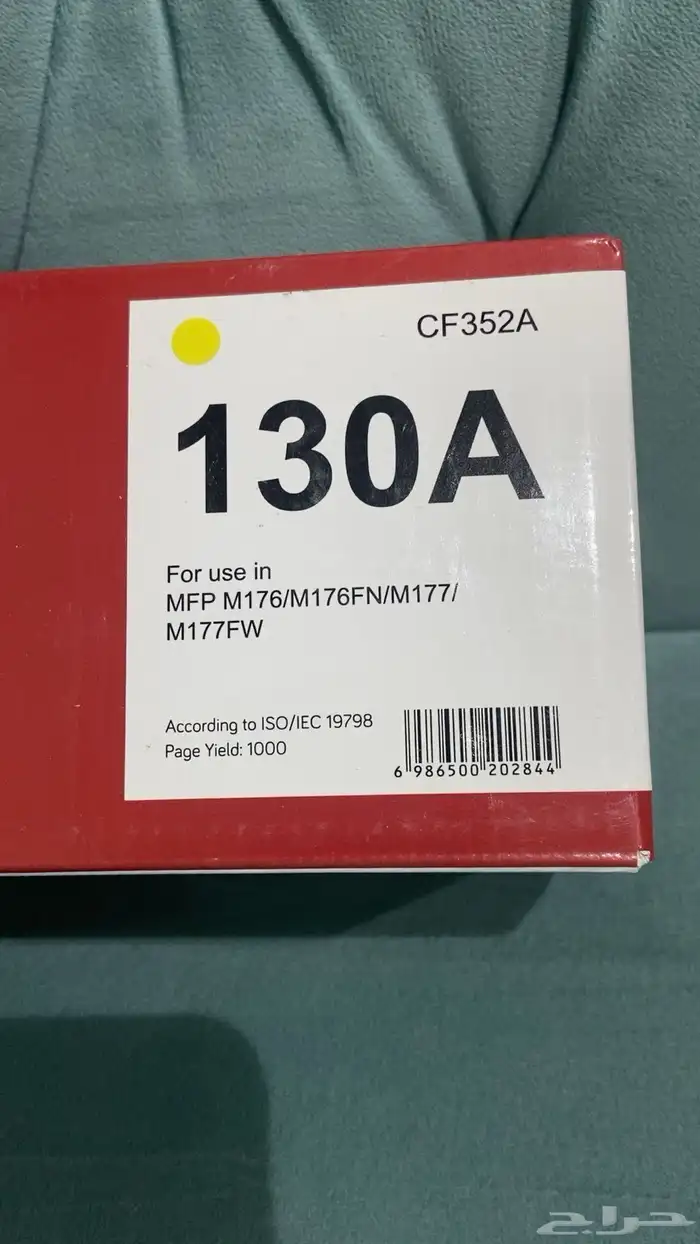 CF352A
130A
For use in
MFP M176/M176FN/M177/
M177FW
According to ISO/IEC 19798
Page Yield: 1000
6 986500 202844
حراج